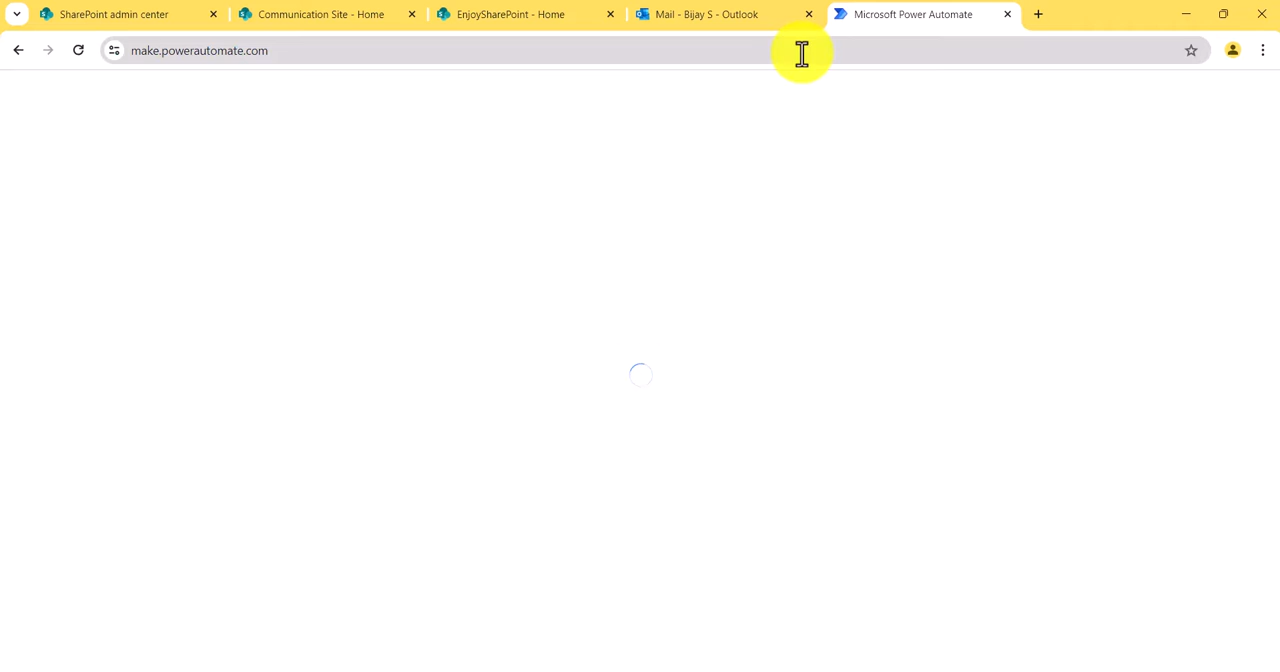 SharePoint admin center
Communication Site - Home
EnjoySharePoint - Home
Mail - Bijay S - Outlook
Microsoft Power Automate
make.powerautomate.com